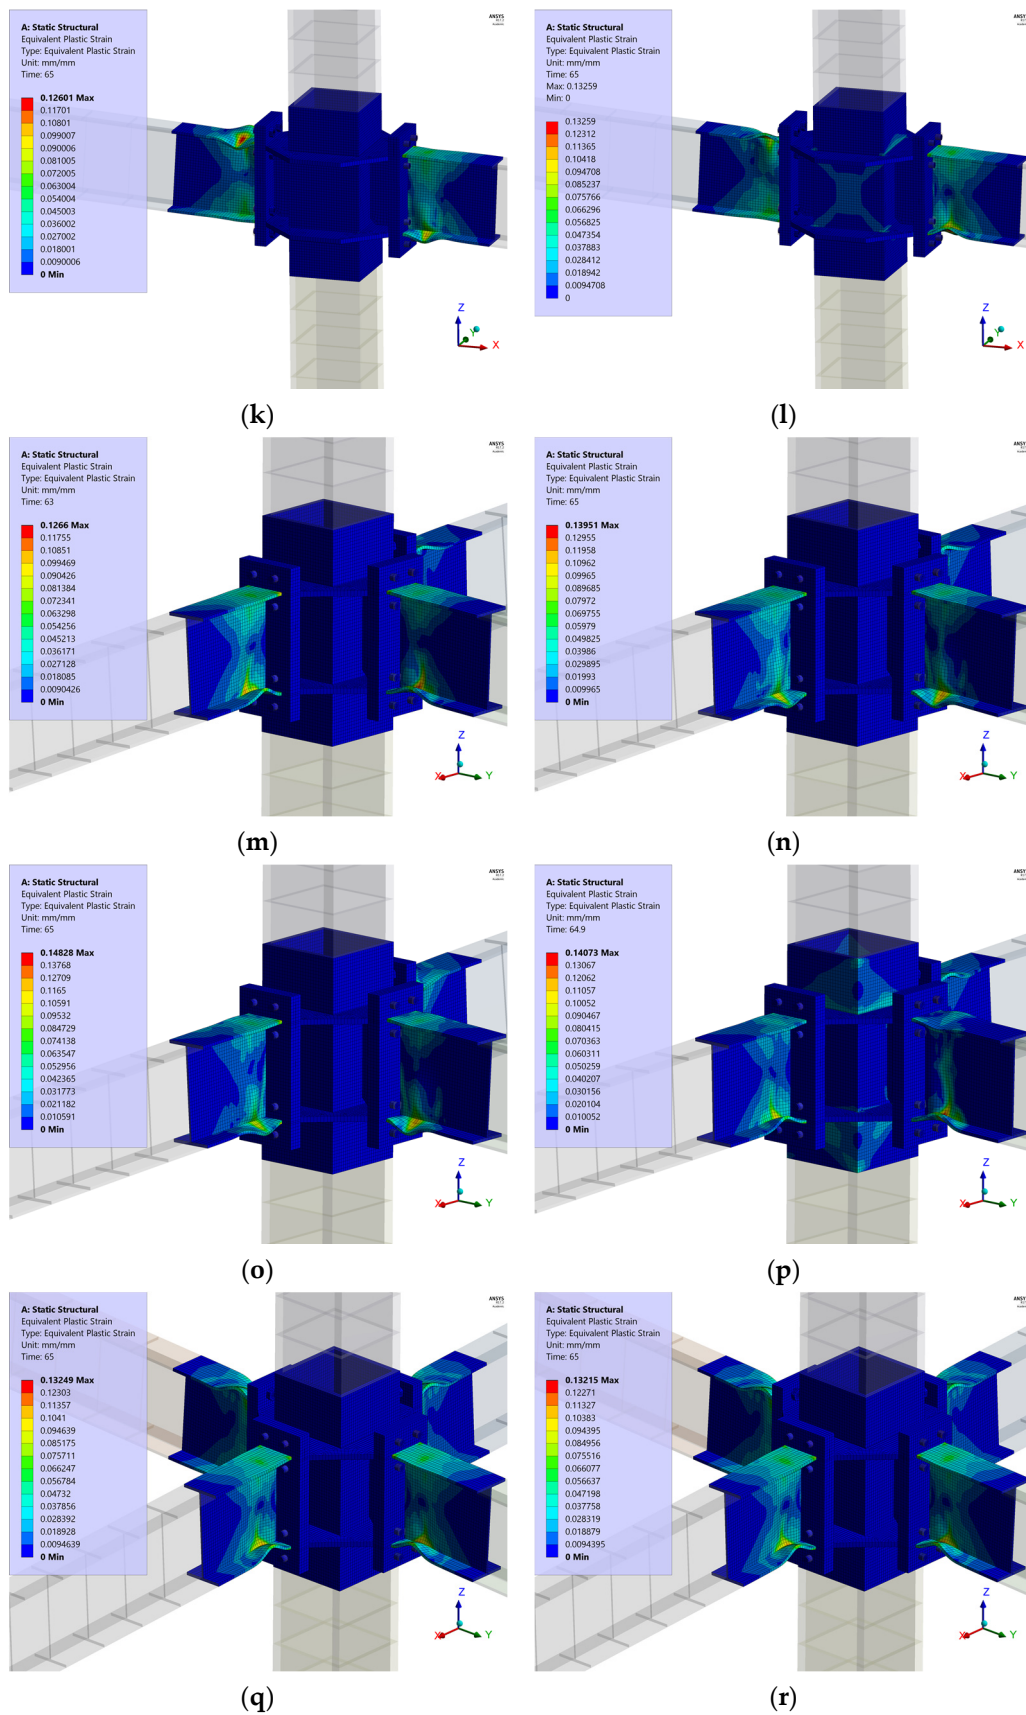 A: Static Structural
Equivalent Plastic Strain
Type: Equivalent Plastic Strain
Unit: mm/mm
Time: 65
0.12601 Max
0.11701
0.10801
0.099007
0.090006
0.081005
0.072005
0.063004
0.054004
0.045003
0.036002
0.027002
0.018001
0.0090006
0 Min
ANSYS
Z
Y
X
(k)
A: Static Structural
Equivalent Plastic Strain
Type: Equivalent Plastic Strain
Unit: mm/mm
Time: 65
Max: 0.13259
Min: 0
0.13259
0.12312
0.11365
0.10418
0.094708
0.085237
0.075766
0.066296
0.056825
0.047354
0.037883
0.028412
0.018942
0.0094708
0
ANSYS
Z
Y
X
(l)
A: Static Structural
Equivalent Plastic Strain
Type: Equivalent Plastic Strain
Unit: mm/mm
Time: 63
0.1266 Max
0.11755
0.10851
0.099469
0.090426
0.081384
0.072341
0.063298
0.054256
0.045213
0.036171
0.027128
0.018085
0.0090426
0 Min
ANSYS
Z
X
Y
(m)
A: Static Structural
Equivalent Plastic Strain
Type: Equivalent Plastic Strain
Unit: mm/mm
Time: 65
0.13951 Max
0.12955
0.11958
0.10962
0.09965
0.089685
0.07972
0.069755
0.05979
0.049825
0.03986
0.029895
0.01993
0.009965
0 Min
ANSYS
Z
X
Y
(n)
A: Static Structural
Equivalent Plastic Strain
Type: Equivalent Plastic Strain
Unit: mm/mm
Time: 65
0.14828 Max
0.13768
0.12709
0.1165
0.10591
0.09532
0.084729
0.074138
0.063547
0.052956
0.042365
0.031773
0.021182
0.010591
0 Min
ANSYS
Z
X
Y
(o)
A: Static Structural
Equivalent Plastic Strain
Type: Equivalent Plastic Strain
Unit: mm/mm
Time: 64.9
0.14073 Max
0.13067
0.12062
0.11057
0.10052
0.090467
0.080415
0.070363
0.060311
0.050259
0.040207
0.030156
0.020104
0.010052
0 Min
ANSYS
Z
X
Y
(p)
A: Static Structural
Equivalent Plastic Strain
Type: Equivalent Plastic Strain
Unit: mm/mm
Time: 65
0.13249 Max
0.12303
0.11357
0.1041
0.094639
0.085175
0.075711
0.066247
0.056784
0.04732
0.037856
0.028392
0.018928
0.0094639
0 Min
ANSYS
Z
X
Y
(q)
A: Static Structural
Equivalent Plastic Strain
Type: Equivalent Plastic Strain
Unit: mm/mm
Time: 65
0.13215 Max
0.12271
0.11327
0.10383
0.094395
0.084956
0.075516
0.066077
0.056637
0.047198
0.037758
0.028319
0.018879
0.0094395
0 Min
ANSYS
Z
X
Y
(r)